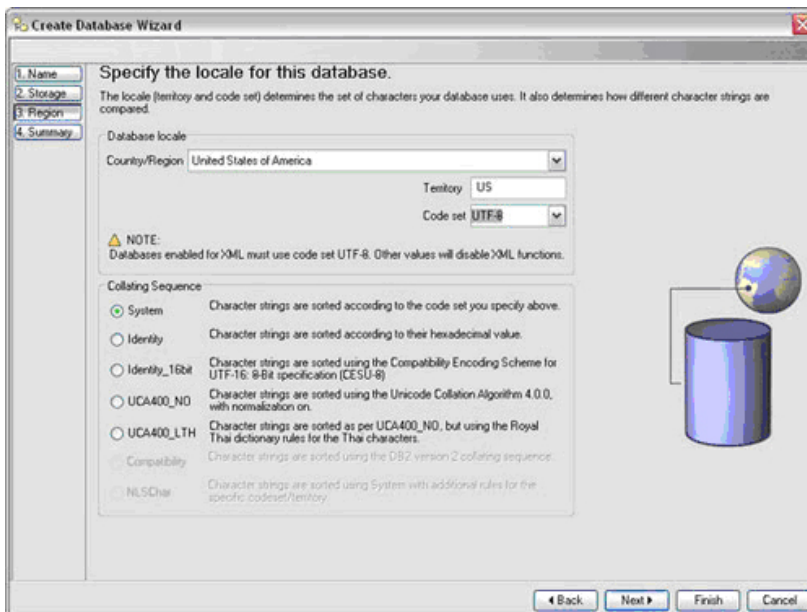 Create Database Wizard
1. Name
2. Storage
3. Region
4. Summary
Specify the locale for this database.
The locale (territory and code set) determines the set of characters your database uses. It also determines how different character strings are
compared.
Database locale
Country/Region United States of America
Territory US
Code set UTF-8
NOTE:
Databases enabled for XML must use code set UTF-8. Other values will disable XML functions.
Collating Sequence
System Character strings are sorted according to the code set you specify above.
Identity Character strings are sorted according to their hexadecimal value.
Identity_16bit Character strings are sorted using the Compatibility Encoding Scheme for
UTF-16: 8-Bit specification (CESU-8)
UCA400_NO Character strings are sorted using the Unicode Collation Algorithm 4.0.0,
with normalization on.
UCA400_LTH Character strings are sorted as per UCA400_NO, but using the Royal
Thai dictionary rules for the Thai characters.
Compatibility Character strings are sorted using the DB2 version 2 collating sequence.
NLSChar Character strings are sorted using System with additional rules for the
specific codeset/territory.
Back Next Finish Cancel